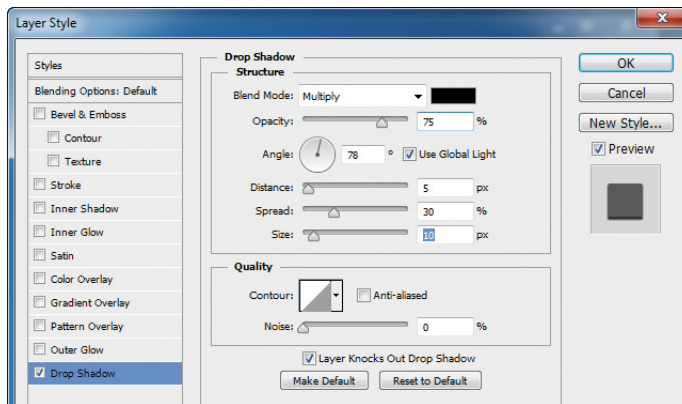 Layer Style
Styles
Blending Options: Default
Bevel & Emboss
Contour
Texture
Stroke
Inner Shadow
Inner Glow
Satin
Color Overlay
Gradient Overlay
Pattern Overlay
Outer Glow
Drop Shadow
Drop Shadow
Structure
Blend Mode: Multiply
Opacity: 75 %
Angle: 78 ° Use Global Light
Distance: 5 px
Spread: 30 %
Size: 10 px
Quality
Contour: Anti-aliased
Noise: 0 %
Layer Knocks Out Drop Shadow
Make Default Reset to Default
OK
Cancel
New Style...
Preview